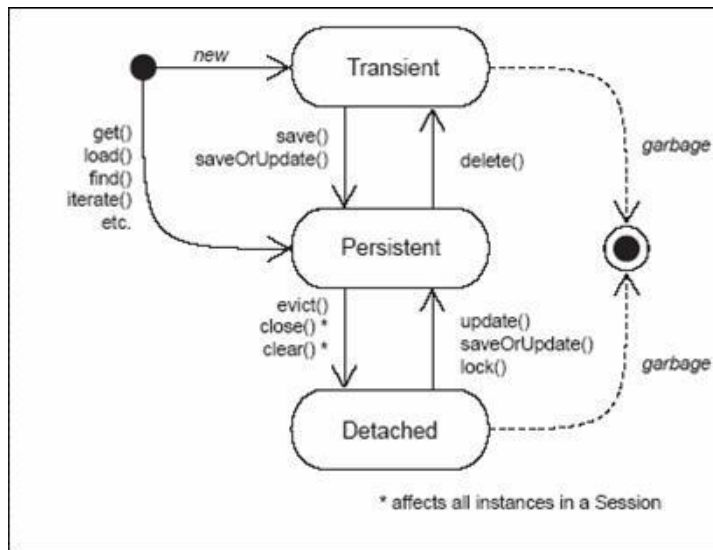 new
Transient
get()
load()
find()
iterate()
etc.
save()
saveOrUpdate()
delete()
garbage
Persistent
evict()
close() *
clear() *
update()
saveOrUpdate()
lock()
garbage
Detached
* affects all instances in a Session